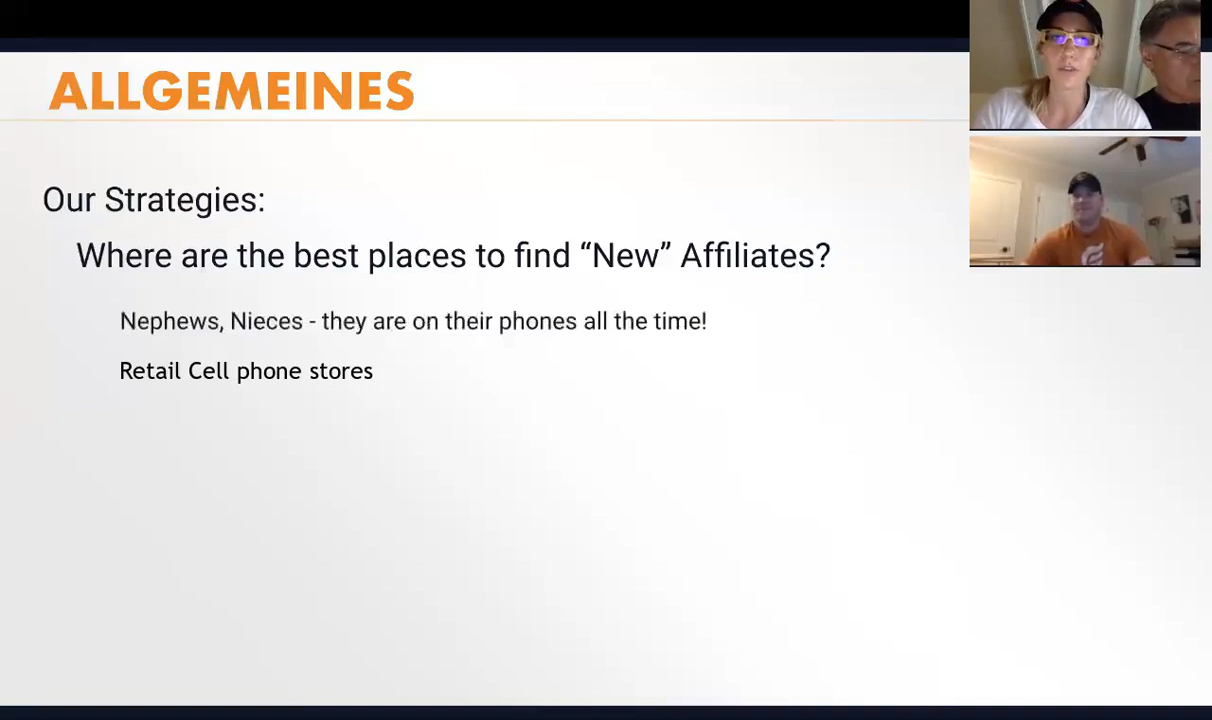 ALLGEMEINES
Our Strategies:
Where are the best places to find “New” Affiliates?
Nephews, Nieces - they are on their phones all the time!
Retail Cell phone stores